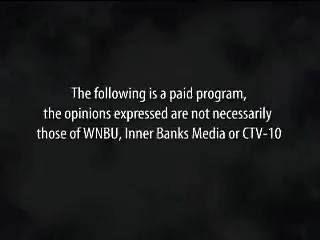 The following is a paid program,
the opinions expressed are not necessarily
those of WNBU, Inner Banks Media or CTV-10